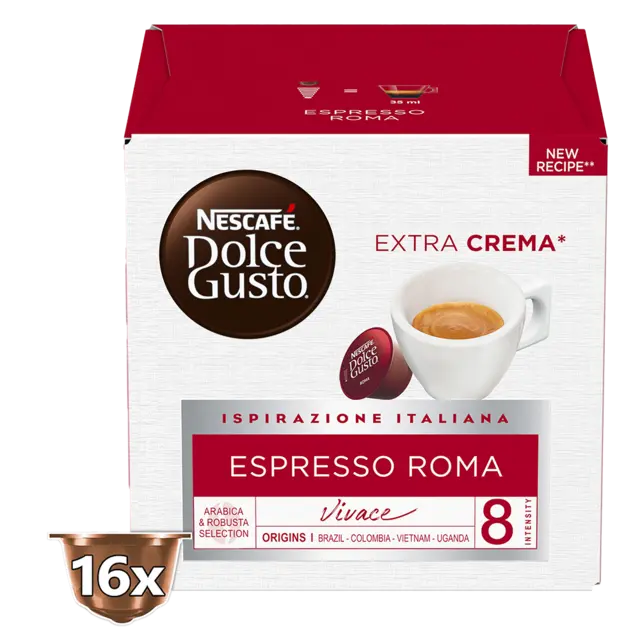 =
35 ml
ESPRESSO
ROMA
NEW
RECIPE**
NESCAFÉ.
Dolce
Gusto.
EXTRA CREMA*
NESCAFÉ
Dolce
Gusto
ROMA
ISPIRAZIONE ITALIANA
ESPRESSO ROMA
ARABICA
& ROBUSTA
SELECTION
Vivace
ORIGINS I BRAZIL - COLOMBIA - VIETNAM - UGANDA
8
INTENSITY
16x